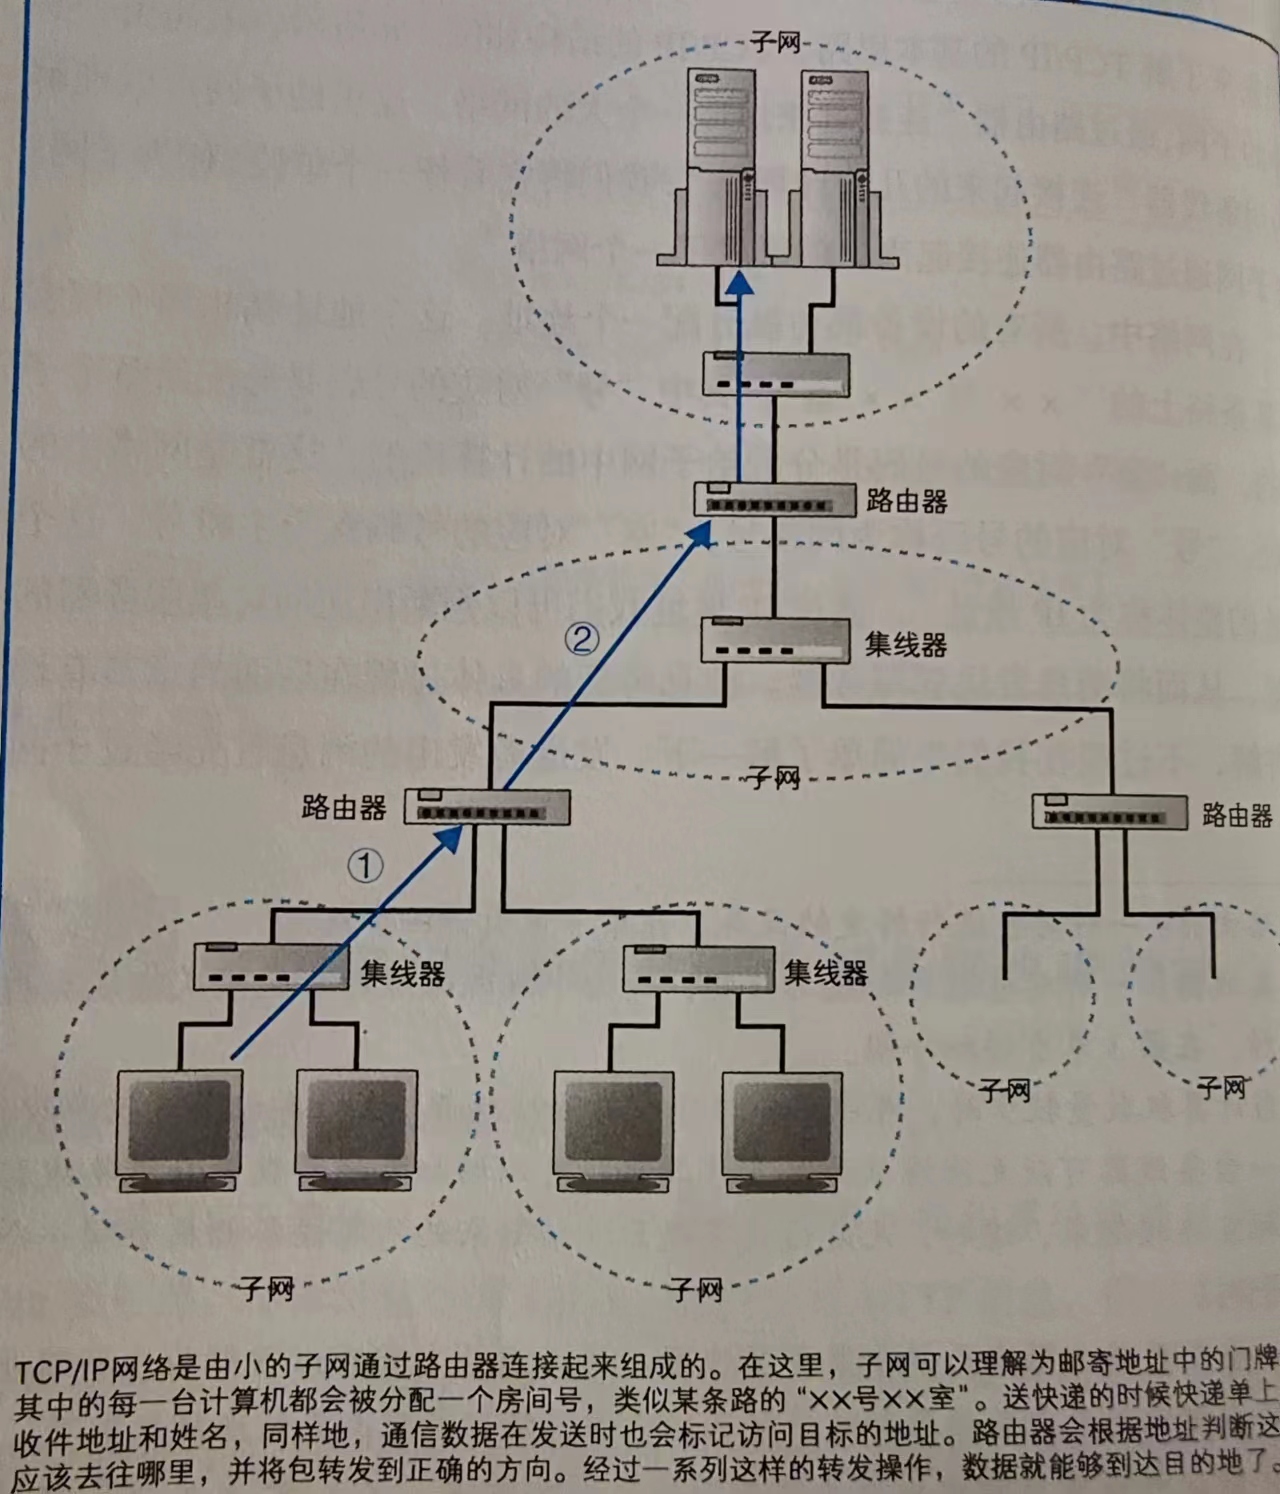 子网
路由器
②
集线器
子网
路由器
路由器
①
集线器
集线器
子网
子网
子网
子网
TCP/IP网络是由小的子网通过路由器连接起来组成的。在这里，子网可以理解为邮寄地址中的门牌
其中的每一台计算机都会被分配一个房间号，类似某条路的“××号××室”。送快递的时候快递单上
收件地址和姓名，同样地，通信数据在发送时也会标记访问目标的地址。路由器会根据地址判断这
应该去往哪里，并将包转发到正确的方向。经过一系列这样的转发操作，数据就能够到达目的地了。